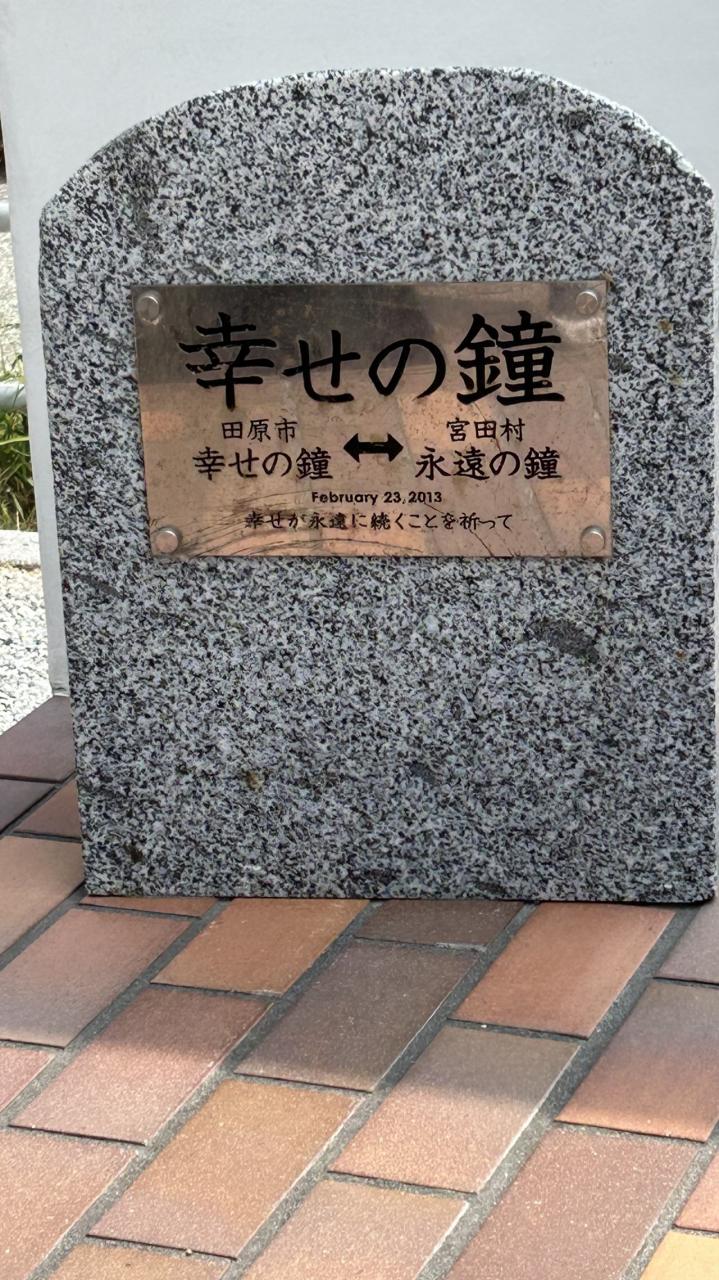 幸せの鐘
田原市 宮田村
幸せの鐘 ↔ 永遠の鐘
February 23, 2013
幸せが永遠に続くことを祈って